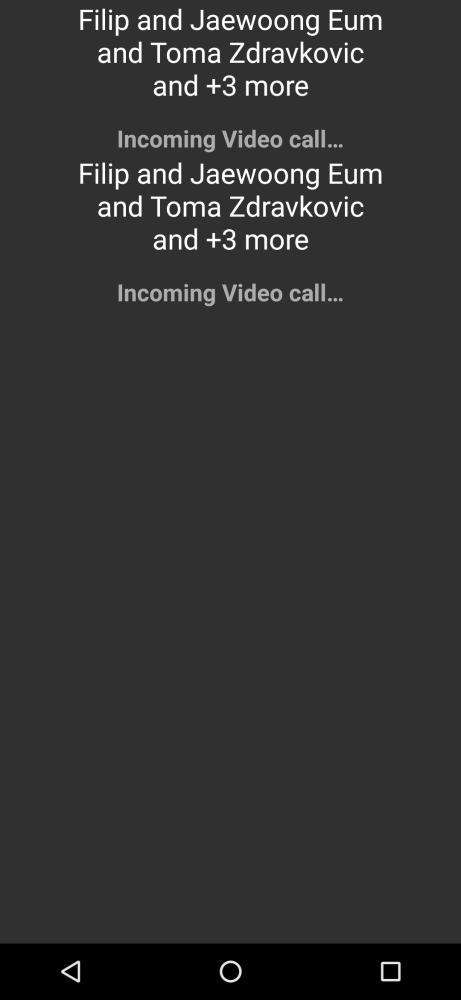 Filip and Jaewoong Eum
and Toma Zdravkovic
and +3 more
Incoming Video call…
Filip and Jaewoong Eum
and Toma Zdravkovic
and +3 more
Incoming Video call…